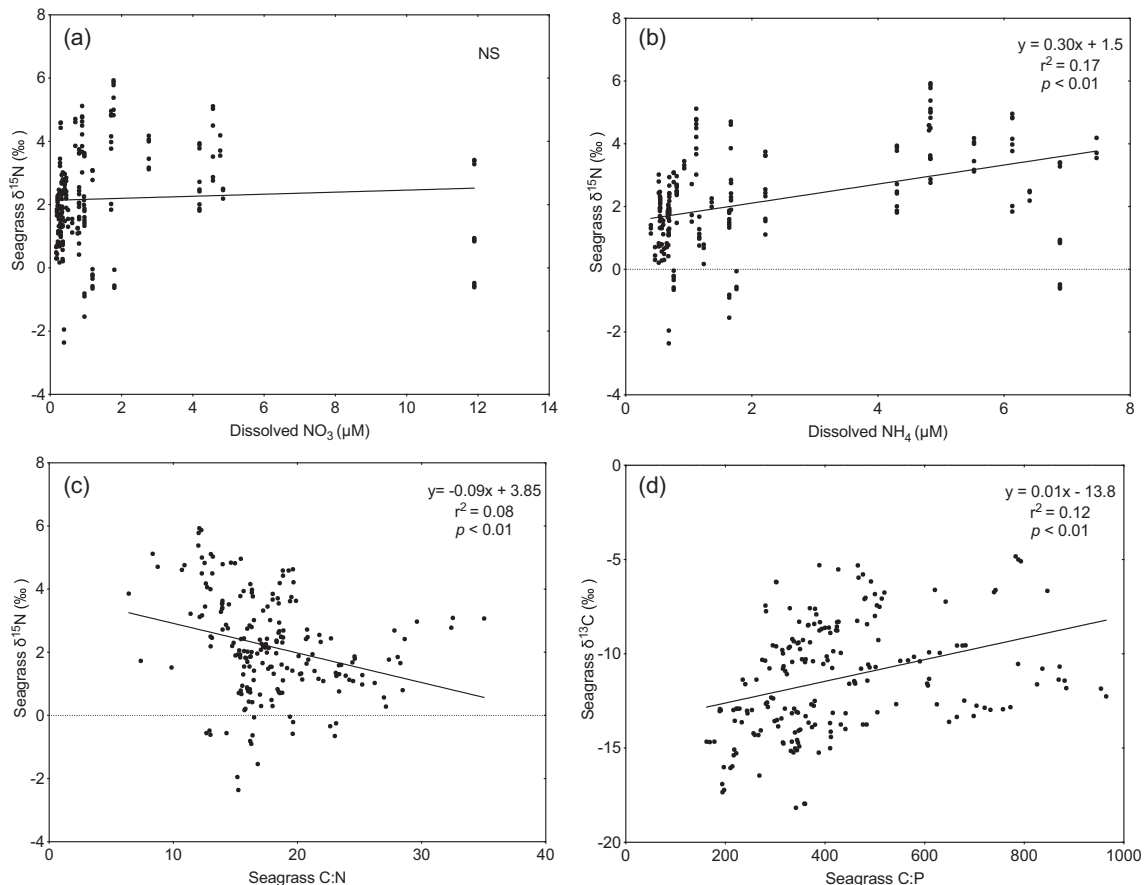 (a)
NS
8
6
4
2
0
-2
-4
Seagrass δ¹⁵N (‰)
0 2 4 6 8 10 12 14
Dissolved NO₃ (µM)
(b)
y = 0.30x + 1.5
r² = 0.17
p < 0.01
8
6
4
2
0
-2
-4
Seagrass δ¹⁵N (‰)
0 2 4 6 8
Dissolved NH₄ (µM)
(c)
y= -0.09x + 3.85
r² = 0.08
p < 0.01
8
6
4
2
0
-2
-4
Seagrass δ¹⁵N (‰)
0 10 20 30 40
Seagrass C:N
(d)
y = 0.01x - 13.8
r² = 0.12
p < 0.01
0
-5
-10
-15
-20
Seagrass δ¹³C (‰)
0 200 400 600 800 1000
Seagrass C:P